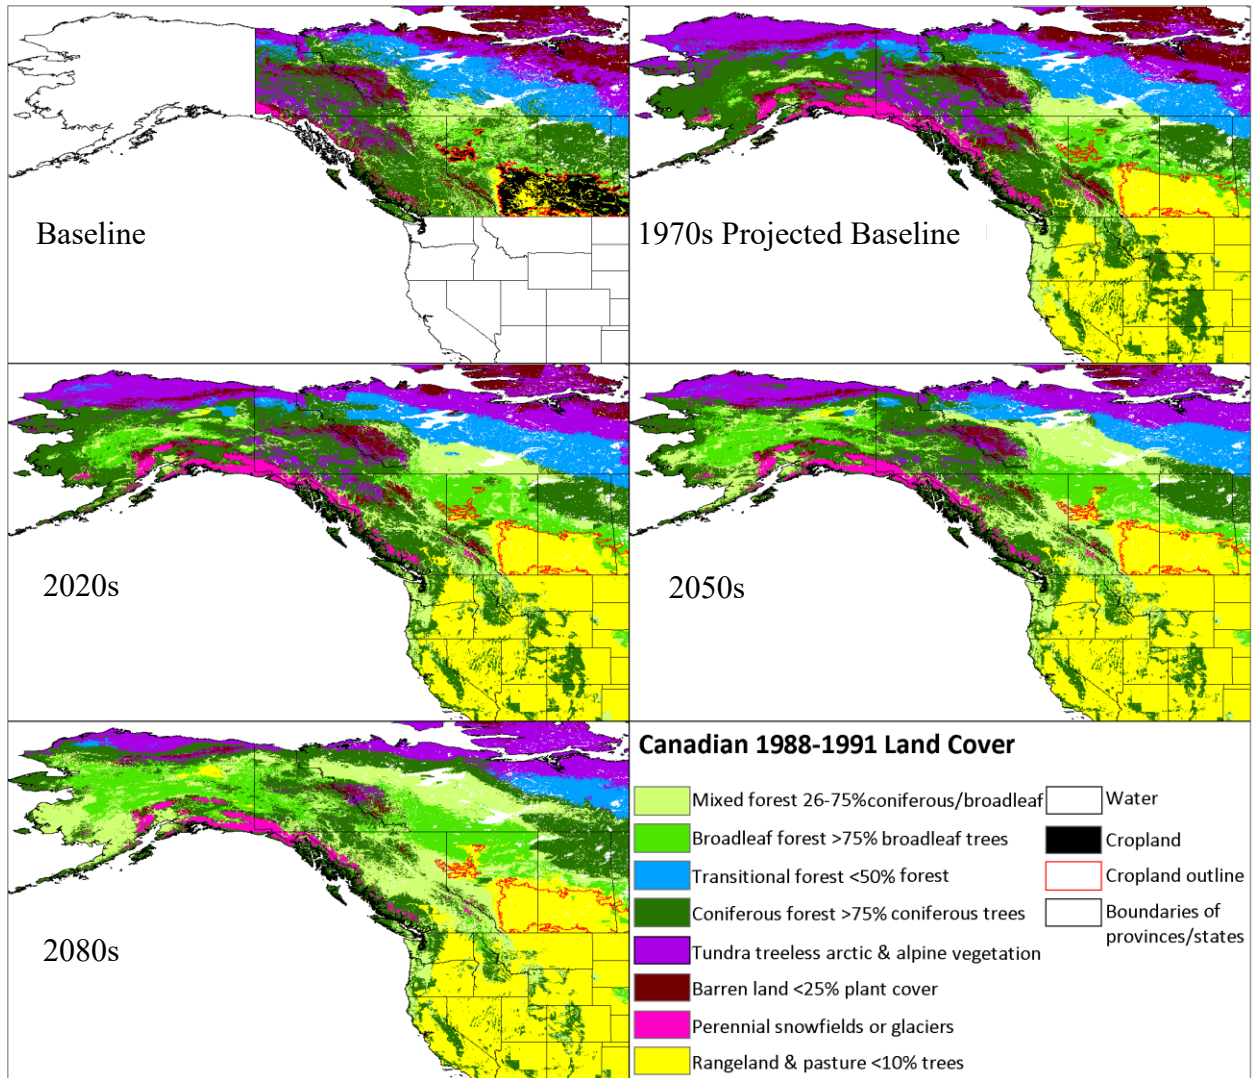 Baseline
1970s Projected Baseline
2020s
2050s
2080s
Canadian 1988-1991 Land Cover
Mixed forest 26-75%coniferous/broadleaf
Broadleaf forest >75% broadleaf trees
Transitional forest <50% forest
Coniferous forest >75% coniferous trees
Tundra treeless arctic & alpine vegetation
Barren land <25% plant cover
Perennial snowfields or glaciers
Rangeland & pasture <10% trees
Water
Cropland
Cropland outline
Boundaries of
provinces/states